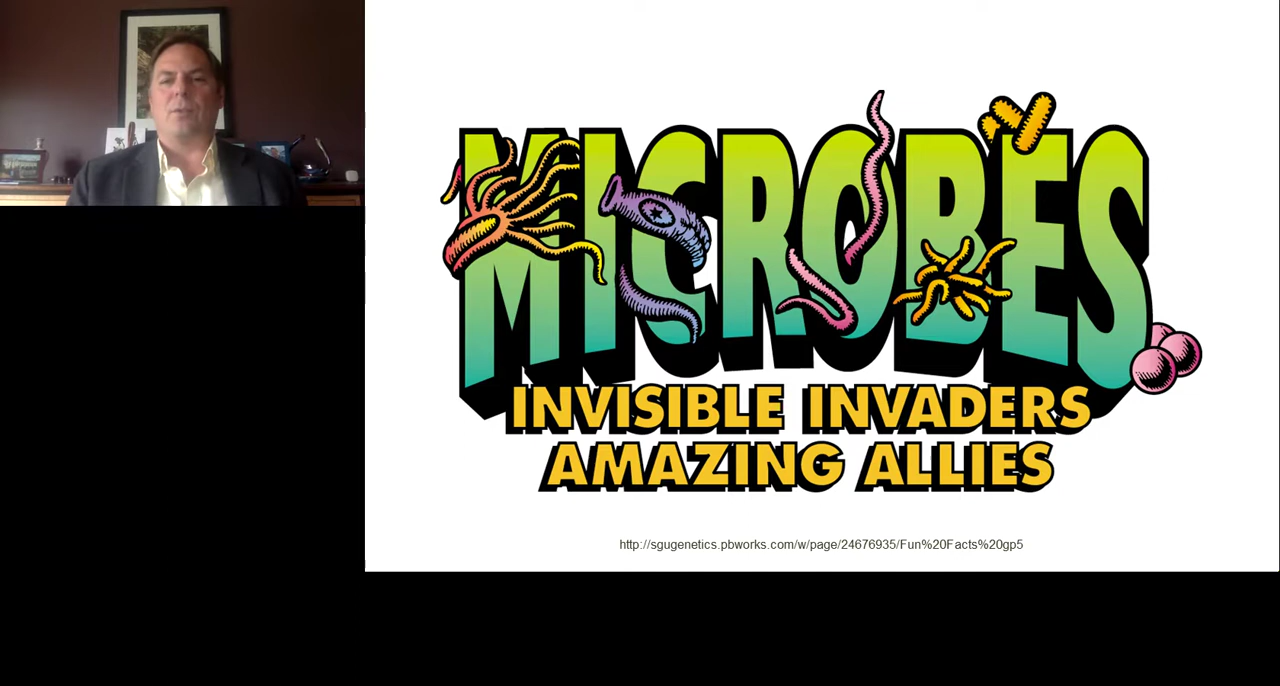 MICROBES
INVISIBLE INVADERS
AMAZING ALLIES
http://sgugenetics.pbworks.com/w/page/24676935/Fun%20Facts%20gp5